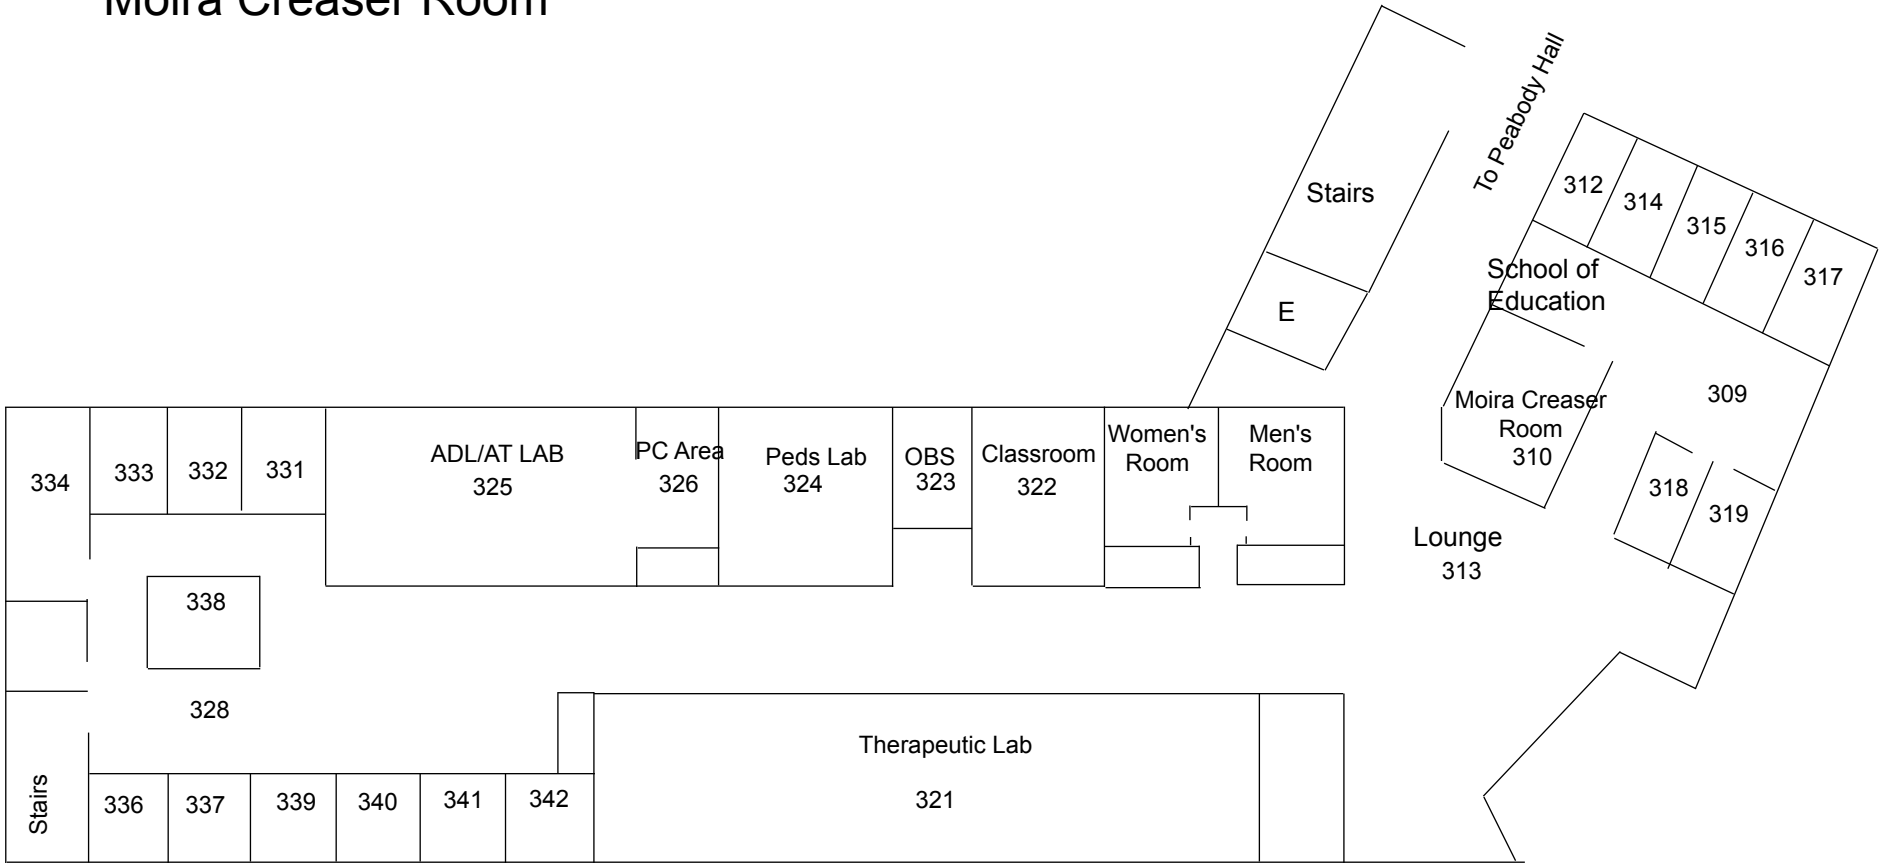 Moira Creaser Room
To Peabody Hall
Stairs
E
312
314
315
316
317
School of
Education
309
Moira Creaser
Room
310
318
319
Lounge
313
334
333
332
331
ADL/AT LAB
325
PC Area
326
Peds Lab
324
OBS
323
Classroom
322
Women's
Room
Men's
Room
338
328
Stairs
336
337
339
340
341
342
Therapeutic Lab
321